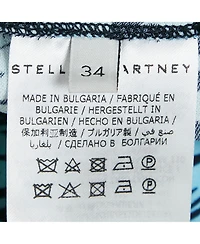 STELL
34
ARTNEY
MADE IN BULGARIA / FABRIQUÉ EN
BULGARIE / HERGESTELLT IN
BULGARIEN / HECHO EN BULGARIA /
保加利亚制造 / ブルガリア製 /
صنع في بلغاريا / СДЕЛАНО В БОЛГАРИИ